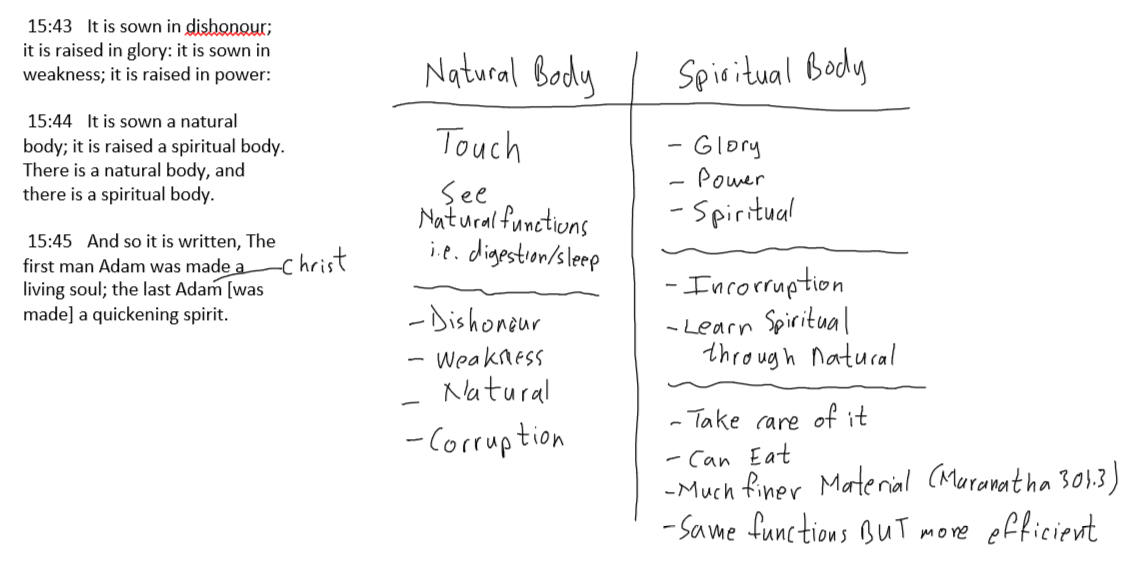 15:43 It is sown in dishonour;
it is raised in glory: it is sown in
weakness; it is raised in power:
15:44 It is sown a natural
body; it is raised a spiritual body.
There is a natural body, and
there is a spiritual body.
15:45 And so it is written, The
first man Adam was made a
living soul; the last Adam [was
made] a quickening spirit.
Christ
Natural Body
Touch
See
Natural functions
i.e. digestion/sleep
- Dishonour
- Weakness
- Natural
- Corruption
Spiritual Body
- Glory
- Power
- Spiritual
- Incorruption
- Learn Spiritual
through Natural
- Take care of it
- Can Eat
- Much finer Material (Maranatha 301.3)
- Same functions BUT more efficient